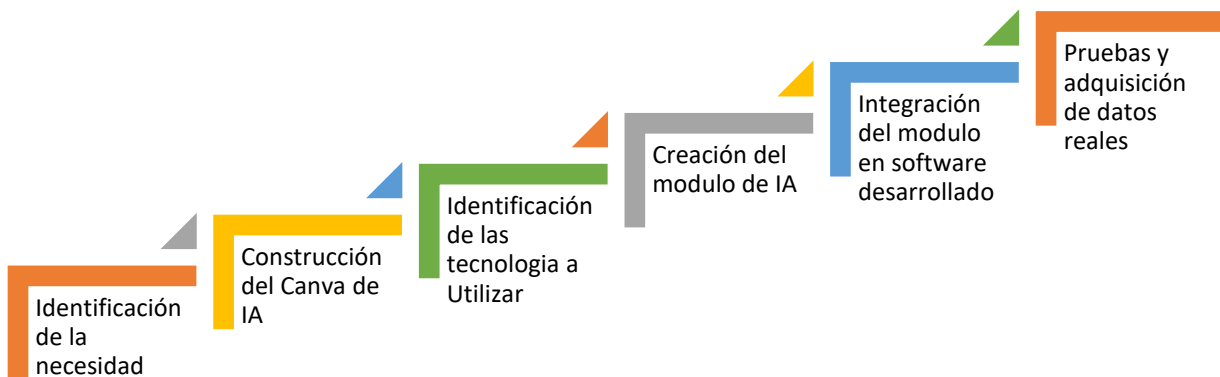 Identificación
de la
necesidad
Construcción
del Canva de
IA
Identificación
de las
tecnologia a
Utilizar
Creación del
modulo de IA
Integración
del modulo
en software
desarrollado
Pruebas y
adquisición
de datos
reales